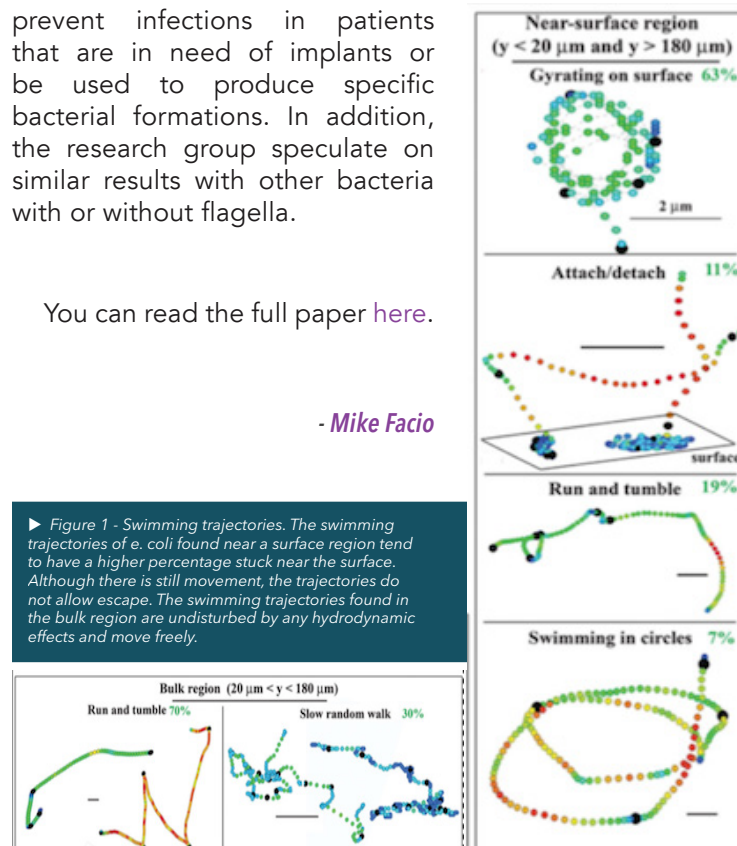 prevent infections in patients
that are in need of implants or
be used to produce specific
bacterial formations. In addition,
the research group speculate on
similar results with other bacteria
with or without flagella.
You can read the full paper here.
- Mike Facio
▶ Figure 1 - Swimming trajectories. The swimming
trajectories of e. coli found near a surface region tend
to have a higher percentage stuck near the surface.
Although there is still movement, the trajectories do
not allow escape. The swimming trajectories found in
the bulk region are undisturbed by any hydrodynamic
effects and move freely.
Bulk region (20 μm < y < 180 μm)
Run and tumble 70%
Slow random walk 30%
Near-surface region
(y < 20 μm and y > 180 μm)
Gyrating on surface 63%
2 μm
Attach/detach 11%
surface
Run and tumble 19%
Swimming in circles 7%